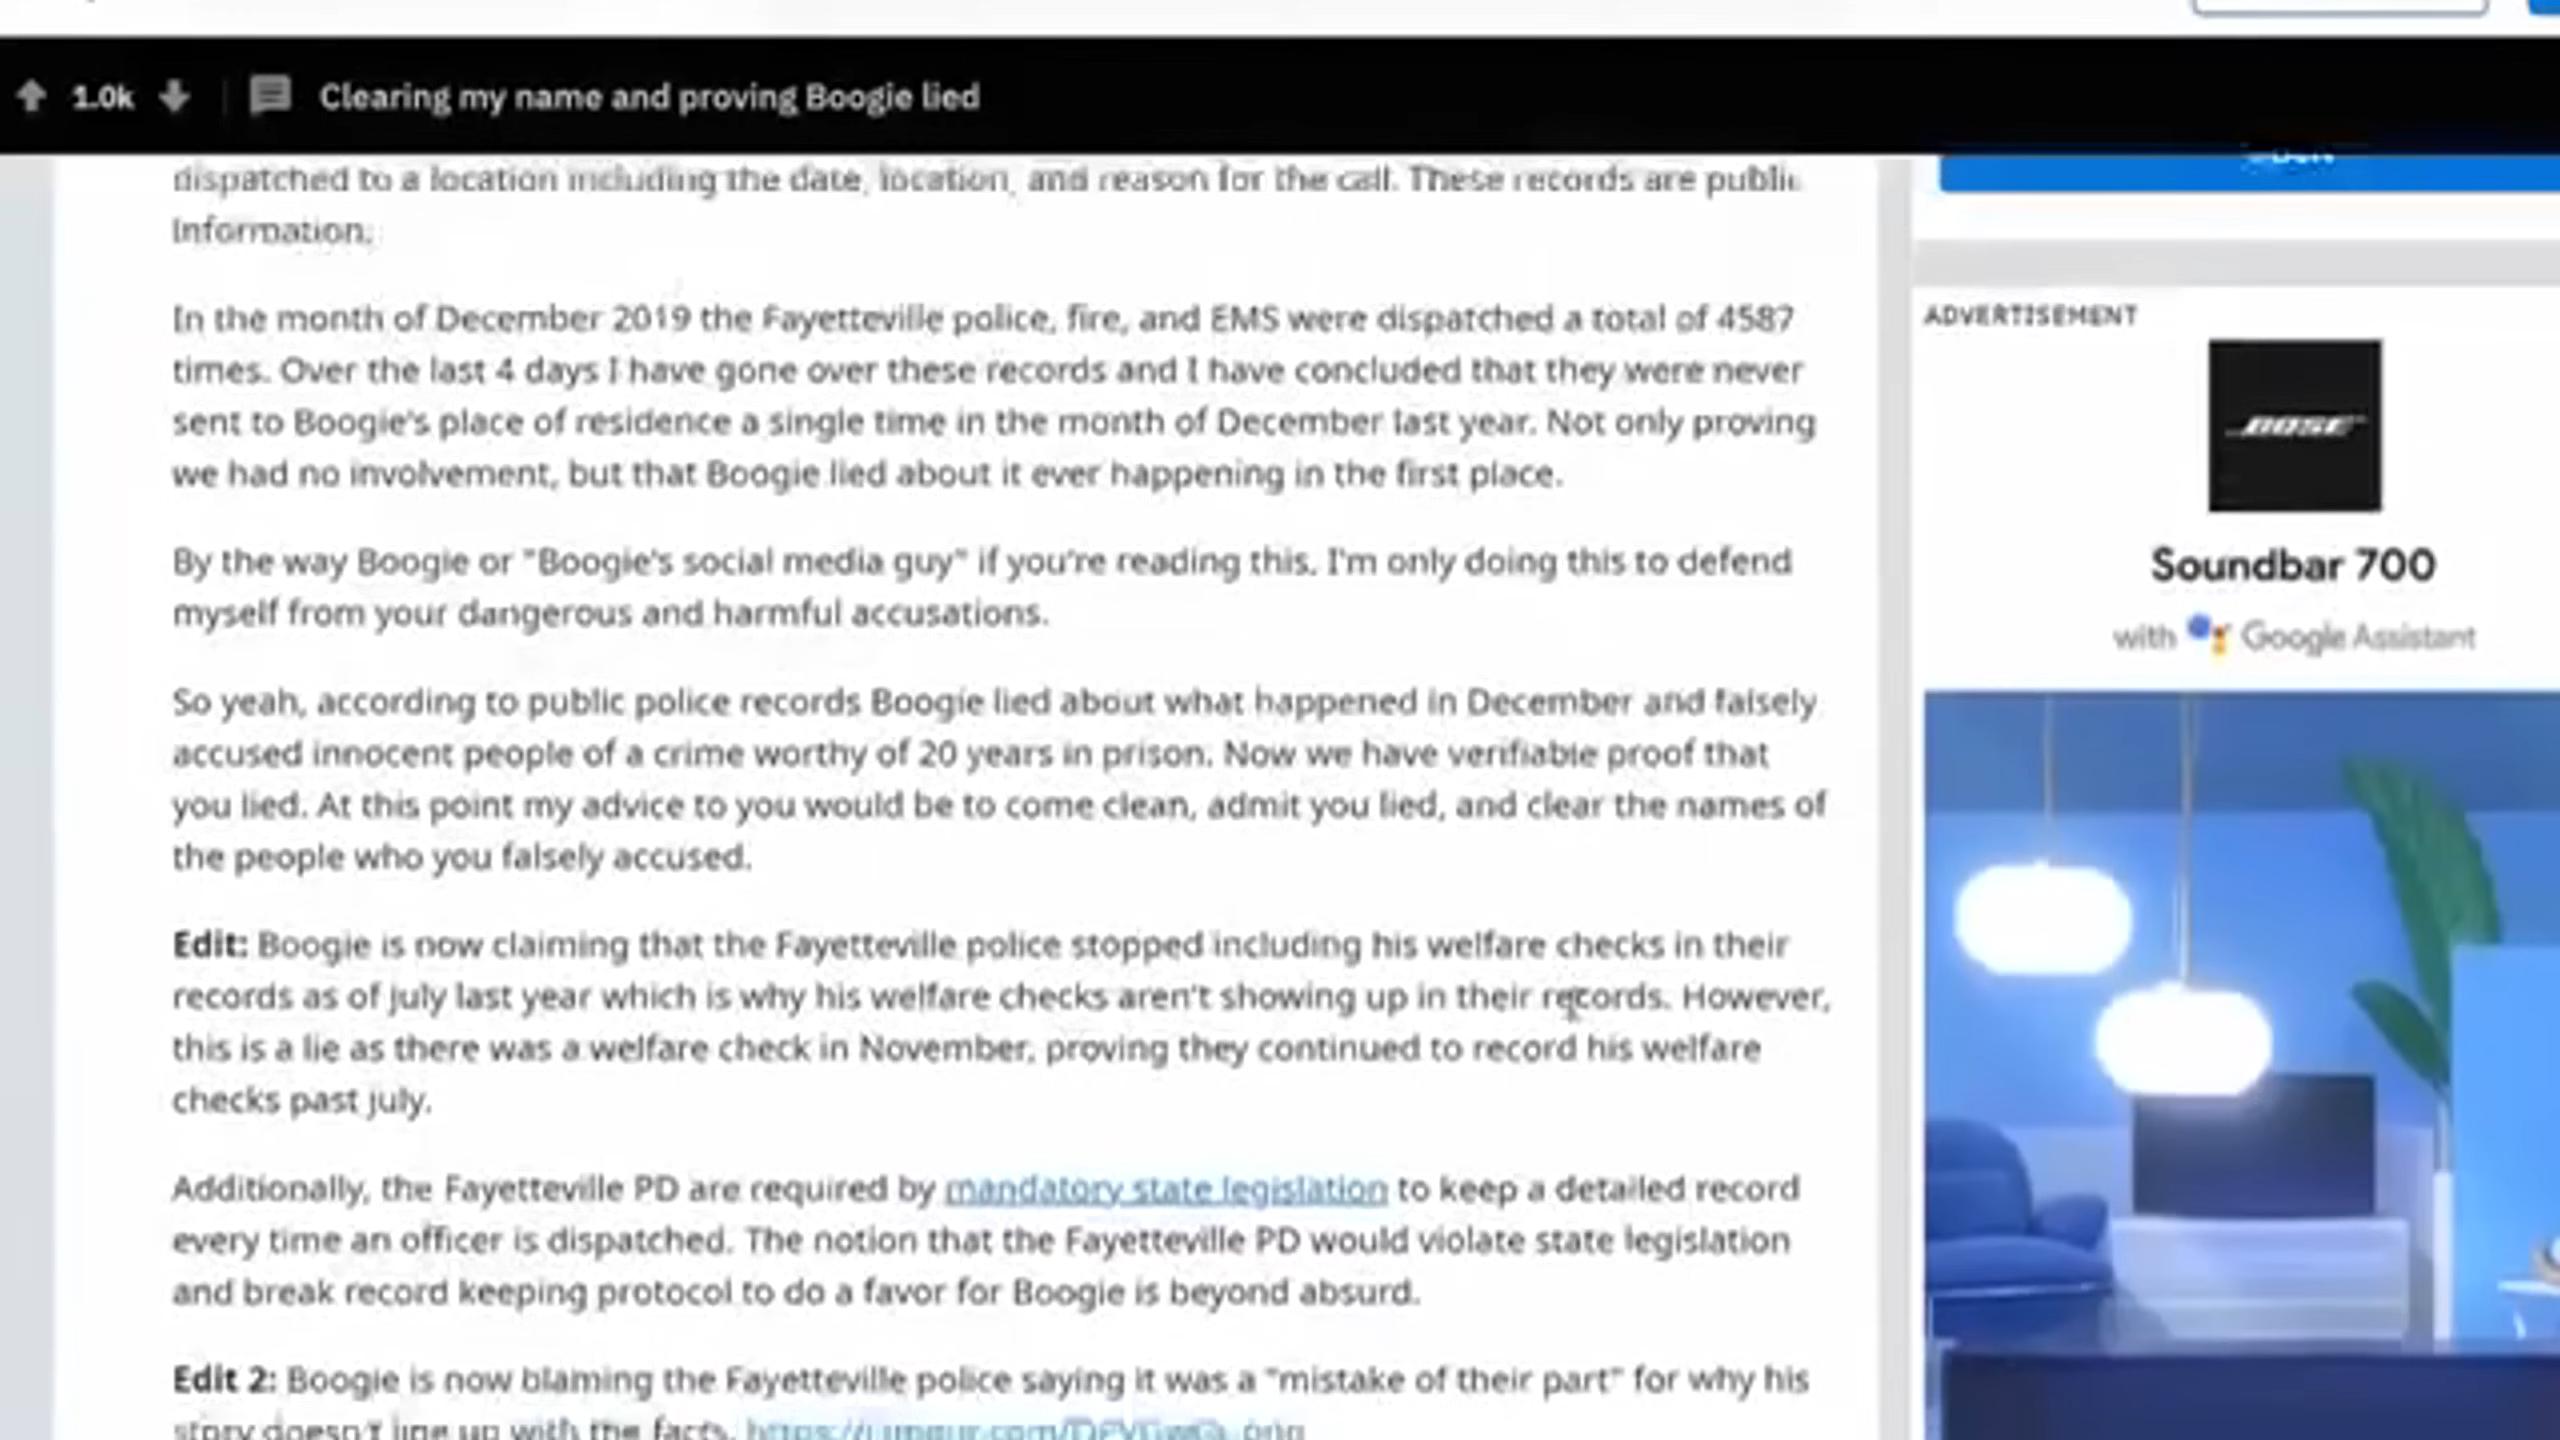 1.0k
Clearing my name and proving Boogie lied
dispatched to a location including the date, location, and reason for the call. These records are public
Information.
In the month of December 2019 the Fayetteville police, fire, and EMS were dispatched a total of 4587
times. Over the last 4 days I have gone over these records and I have concluded that they were never
sent to Boogie's place of residence a single time in the month of December last year. Not only proving
we had no involvement, but that Boogie lied about it ever happening in the first place.
By the way Boogie or "Boogie's social media guy" if you're reading this. I'm only doing this to defend
myself from your dangerous and harmful accusations.
So yeah, according to public police records Boogie lied about what happened in December and falsely
accused innocent people of a crime worthy of 20 years in prison. Now we have verifiable proof that
you lied. At this point my advice to you would be to come clean, admit you lied, and clear the names of
the people who you falsely accused.
Edit: Boogie is now claiming that the Fayetteville police stopped including his welfare checks in their
records as of july last year which is why his welfare checks aren't showing up in their records. However,
this is a lie as there was a welfare check in November, proving they continued to record his welfare
checks past july.
Additionally, the Fayetteville PD are required by mandatory state legislation to keep a detailed record
every time an officer is dispatched. The notion that the Fayetteville PD would violate state legislation
and break record keeping protocol to do a favor for Boogie is beyond absurd.
Edit 2: Boogie is now blaming the Fayetteville police saying it was a "mistake of their part" for why his
story doesn't line up with the facts.
ADVERTISEMENT
BOSE
Soundbar 700
with Google Assistant